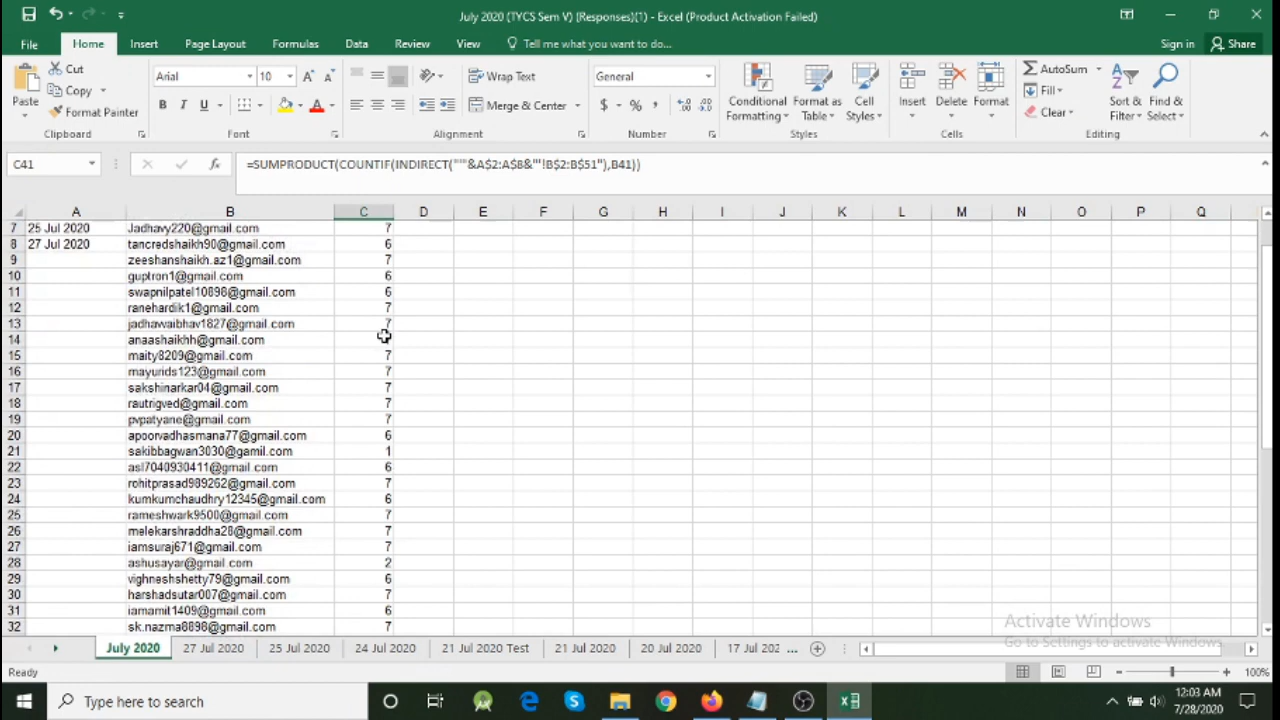 July 2020 (TYCS Sem V) (Responses)(1) - Excel (Product Activation Failed)
File Home Insert Page Layout Formulas Data Review View Tell me what you want to do... Sign in Share
Cut
Copy
Format Painter
Paste
Clipboard
Arial 10
B I U A
Font
Wrap Text
Merge & Center
Alignment
General
$ % ,
Number
Conditional Formatting
Format as Table
Cell Styles
Styles
Insert Delete Format
Cells
AutoSum
Fill
Clear
Sort & Filter
Find & Select
Editing
C41 fx =SUMPRODUCT(COUNTIF(INDIRECT("'"&A$2:A$8&"'!B$2:B$51"),B41))
A B C D E F G H I J K L M N O P Q
7 25 Jul 2020 Jadhavy220@gmail.com 7
8 27 Jul 2020 tancredshaikh90@gmail.com 6
9 zeeshanshaikh.az1@gmail.com 7
10 guptron1@gmail.com 6
11 swapnilpatel10898@gmail.com 6
12 ranehardik1@gmail.com 7
13 jadhawaibhav1827@gmail.com 7
14 anaashaikhh@gmail.com
15 maity8209@gmail.com 7
16 mayurids123@gmail.com 7
17 sakshinarkar04@gmail.com 7
18 rautrigved@gmail.com 7
19 pvpatyane@gmail.com 7
20 apoorvadhasmana77@gmail.com 6
21 sakibbagwan3030@gamil.com 1
22 asl7040930411@gmail.com 6
23 rohitprasad989262@gmail.com 7
24 kumkumchaudhry12345@gmail.com 6
25 rameshwark9500@gmail.com 7
26 melekarshraddha28@gamil.com 7
27 iamsuraj671@gmail.com 7
28 ashusayar@gmail.com 2
29 vighneshshetty79@gmail.com 6
30 harshadsutar007@gmail.com 7
31 iamamit1409@gmail.com 6
32 sk.nazma8898@gmail.com 7
Activate Windows
Go to Settings to activate Windows.
July 2020 27 Jul 2020 25 Jul 2020 24 Jul 2020 21 Jul 2020 Test 21 Jul 2020 20 Jul 2020 17 Jul 202 ...
Ready 100%
Type here to search
12:03 AM
7/28/2020